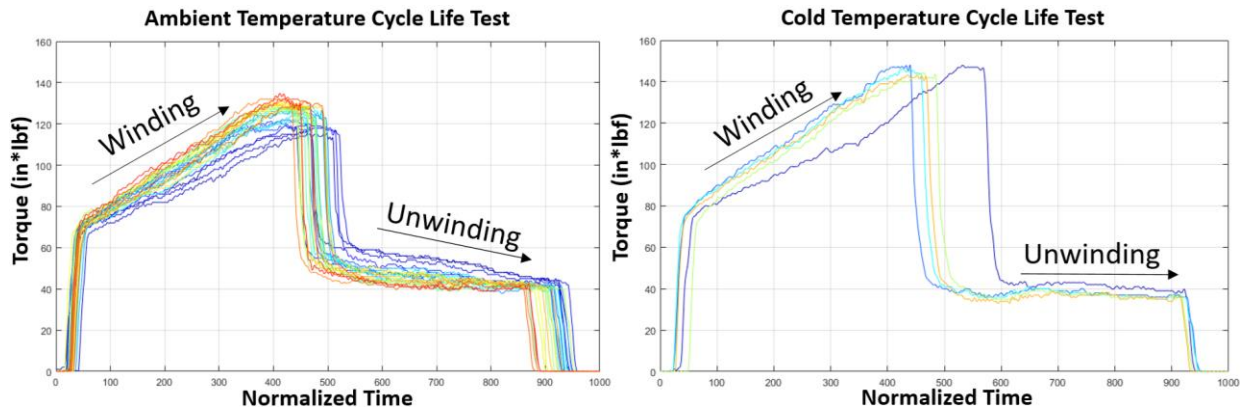 Ambient Temperature Cycle Life Test
160
140
120
100
80
60
40
20
0
Torque (in*lbf)
Winding
Unwinding
0 100 200 300 400 500 600 700 800 900 1000
Normalized Time
Cold Temperature Cycle Life Test
160
140
120
100
80
60
40
20
0
Torque (in*lbf)
Winding
Unwinding
0 100 200 300 400 500 600 700 800 900 1000
Normalized Time